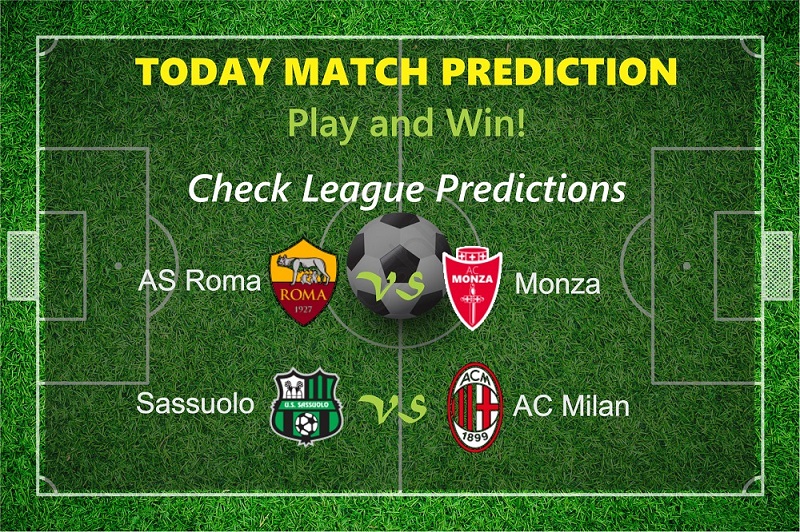 TODAY MATCH PREDICTION
Play and Win!
Check League Predictions
AS Roma ROMA 1927 VS AC MONZA Monza
Sassuolo U.S. SASSUOLO VS ACM 1899 AC Milan